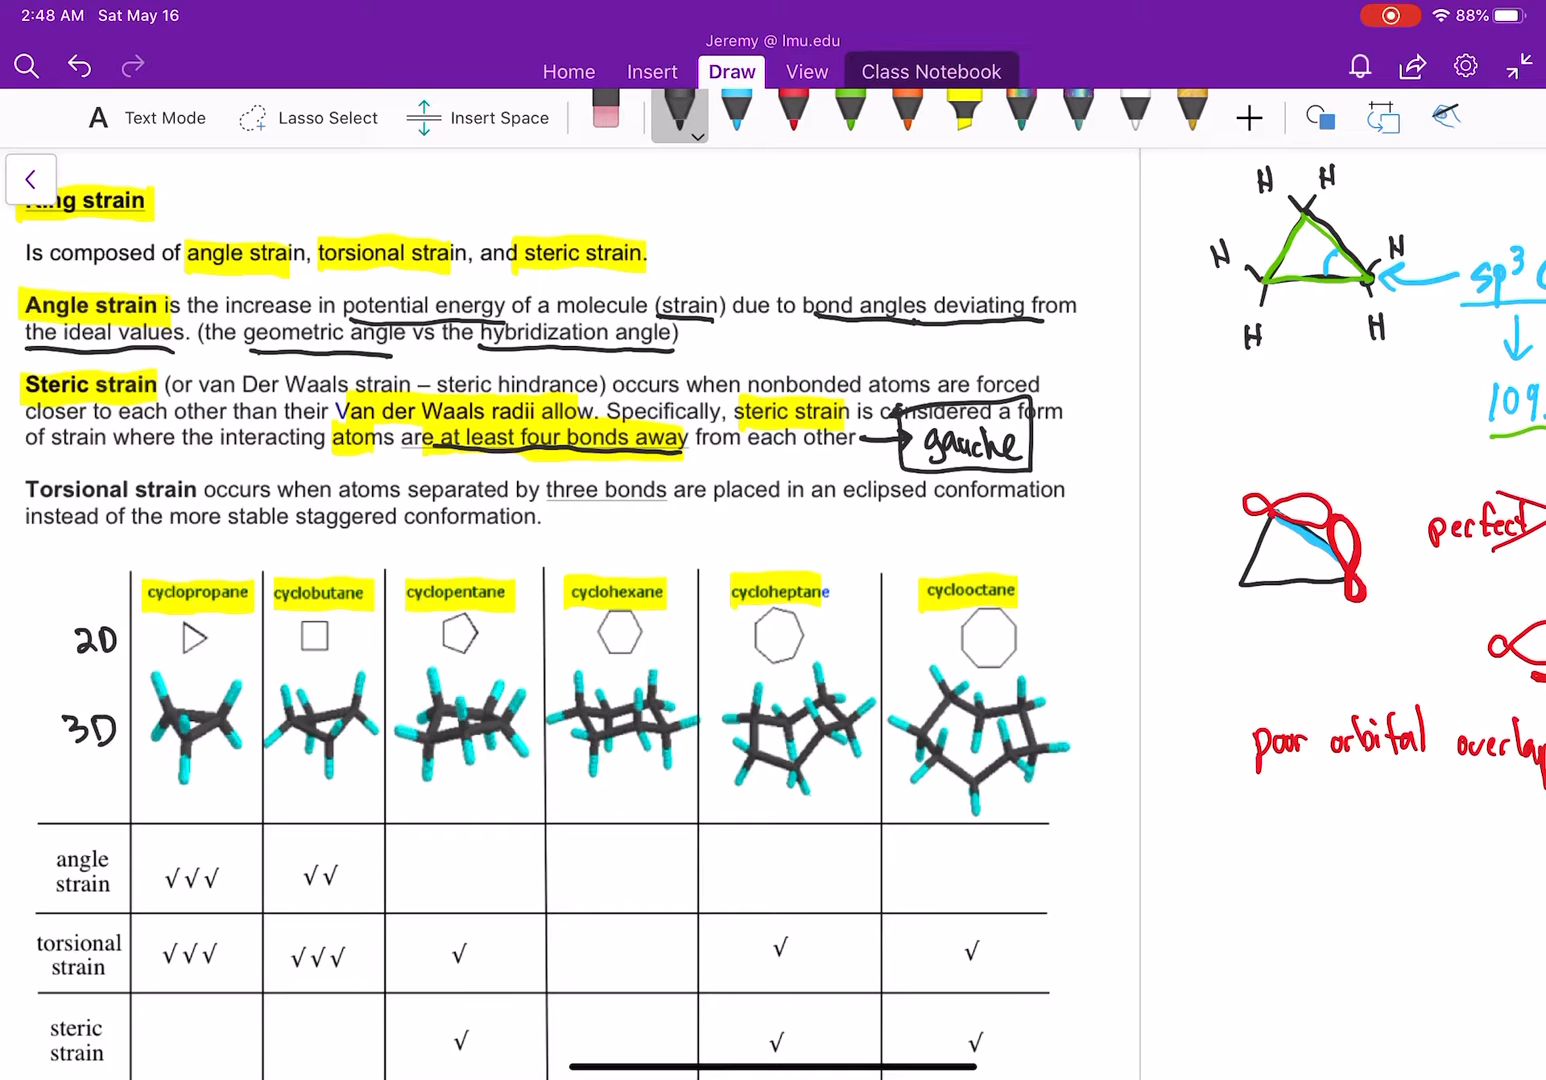 2:48 AM Sat May 16
88%
Jeremy @ lmu.edu
Home Insert Draw View Class Notebook
A Text Mode Lasso Select Insert Space
Ring strain
Is composed of angle strain, torsional strain, and steric strain.
Angle strain is the increase in potential energy of a molecule (strain) due to bond angles deviating from
the ideal values. (the geometric angle vs the hybridization angle)
Steric strain (or van Der Waals strain – steric hindrance) occurs when nonbonded atoms are forced
closer to each other than their Van der Waals radii allow. Specifically, steric strain is considered a form
of strain where the interacting atoms are at least four bonds away from each other
gauche
Torsional strain occurs when atoms separated by three bonds are placed in an eclipsed conformation
instead of the more stable staggered conformation.
cyclopropane cyclobutane cyclopentane cyclohexane cycloheptane cyclooctane
2D
3D
angle
strain
√√√ √√
torsional
strain
√√√ √√√ √ √ √
steric
strain
√ √ √
H H
H H
H H
sp³
109.
perfect
poor orbital overlap